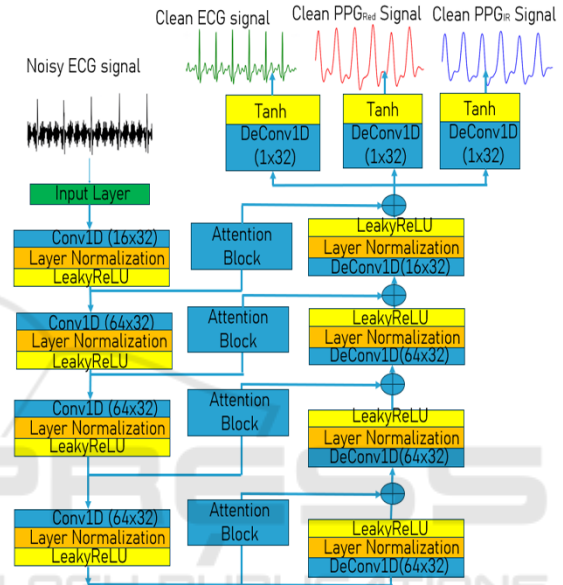 Clean ECG signal
Clean PPGRed Signal
Clean PPGIR Signal
Noisy ECG signal
Tanh
DeConv1D
(1x32)
Tanh
DeConv1D
(1x32)
Tanh
DeConv1D
(1x32)
Input Layer
Conv1D (16x32)
Layer Normalization
LeakyReLU
Attention
Block
LeakyReLU
Layer Normalization
DeConv1D(16x32)
Conv1D (64x32)
Layer Normalization
LeakyReLU
Attention
Block
LeakyReLU
Layer Normalization
DeConv1D(64x32)
Conv1D (64x32)
Layer Normalization
LeakyReLU
Attention
Block
LeakyReLU
Layer Normalization
DeConv1D(64x32)
Conv1D (64x32)
Layer Normalization
LeakyReLU
Attention
Block
LeakyReLU
Layer Normalization
DeConv1D(64x32)